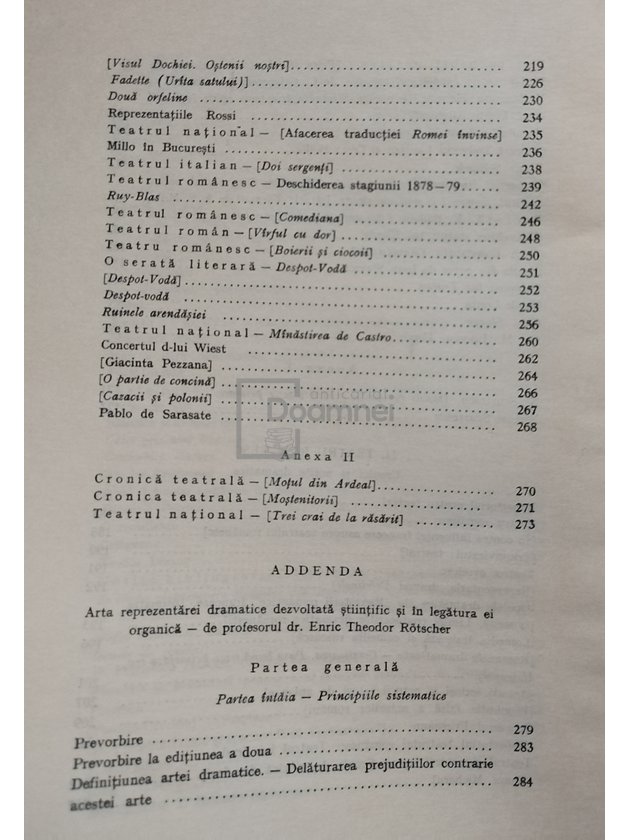 [Visul Dochiei. Oștenii noștri] 219
Fadette (Urîta satului)] 226
Două orfeline 230
Reprezentațiile Rossi 234
Teatrul național — [Afacerea traducției Romei învinse] 235
Millo în București 236
Teatrul italian — [Doi sergenți] 238
Teatrul românesc — Deschiderea stagiunii 1878—79 239
Ruy-Blas 242
Teatrul românesc — [Comediana] 246
Teatrul român — [Vîrful cu dor] 248
Teatru românesc — [Boierii și ciocoii] 250
O serată literară — Despot-Vodă 251
[Despot-Vodă] 252
Despot-vodă 253
Ruinele arendășiei 256
Teatrul național — Mînăstirea de Castro 260
Concertul d-lui Wiest 262
[Giacinta Pezzana] 264
[O partie de concină] 266
[Cazacii și polonii] 267
Pablo de Sarasate 268
anticariat
Doamnei
Anexa II
Cronică teatrală — [Moțul din Ardeal] 270
Cronica teatrală — [Moștenitorii] 271
Teatrul național — [Trei crai de la răsărit] 273
ADDENDA
Arta reprezentărei dramatice dezvoltată științific și în legătura ei
organică — de profesorul dr. Enric Theodor Rötscher
Partea generală
Partea întăia — Principiile sistematice
Prevorbire 279
Prevorbire la edițiunea a doua 283
Definițiunea artei dramatice. — Delăturarea prejudițiilor contrarie
acestei arte 284